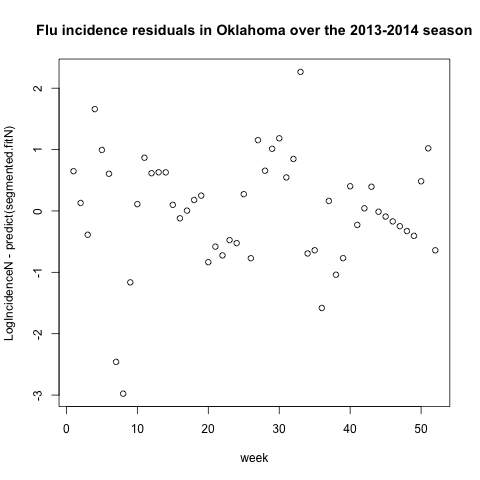 Flu incidence residuals in Oklahoma over the 2013-2014 season
LogIncidenceN - predict(segmented.fitN)
2
1
0
-1
-2
-3
0 10 20 30 40 50
week